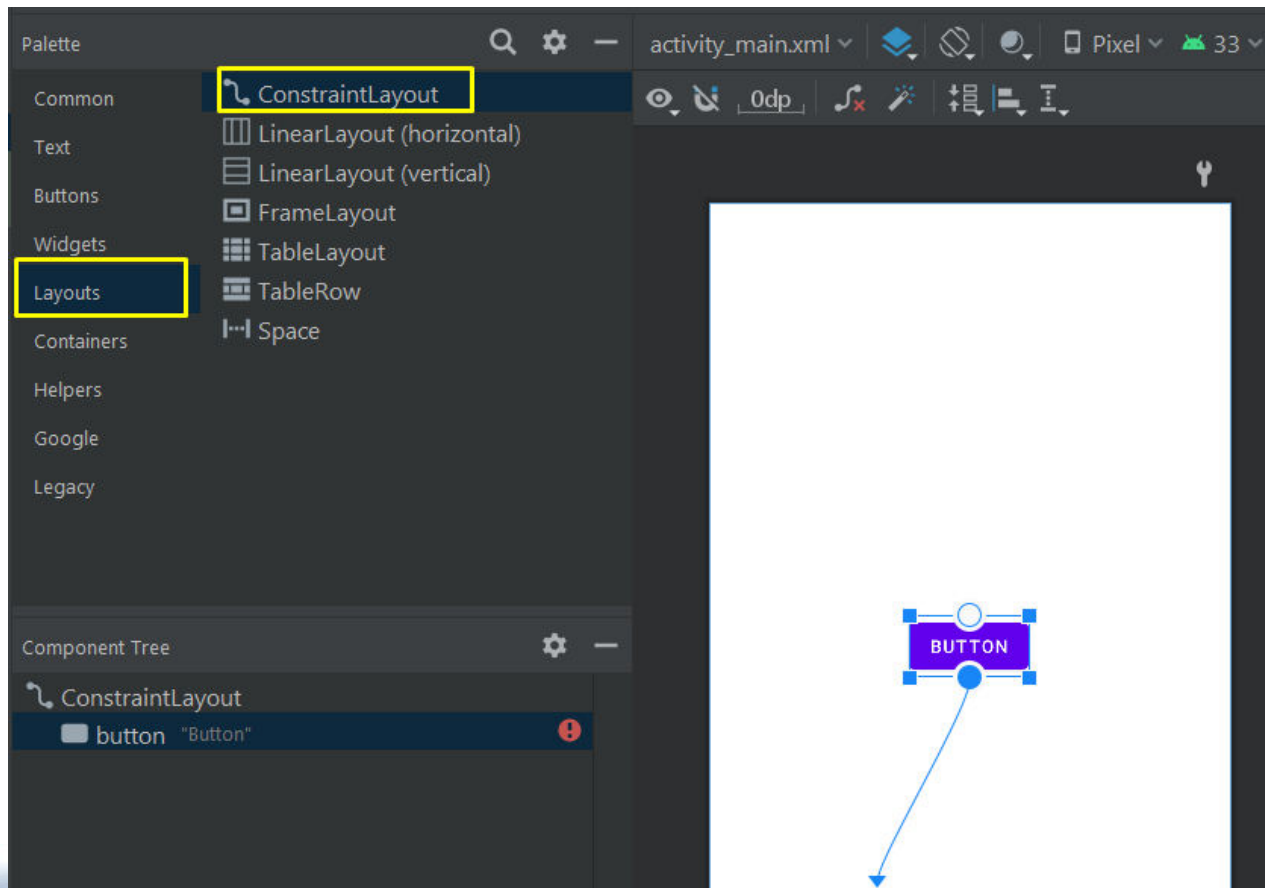 Palette
Common
Text
Buttons
Widgets
Layouts
Containers
Helpers
Google
Legacy
ConstraintLayout
LinearLayout (horizontal)
LinearLayout (vertical)
FrameLayout
TableLayout
TableRow
Space
Component Tree
ConstraintLayout
button "Button"
activity_main.xml Pixel 33
0dp
BUTTON